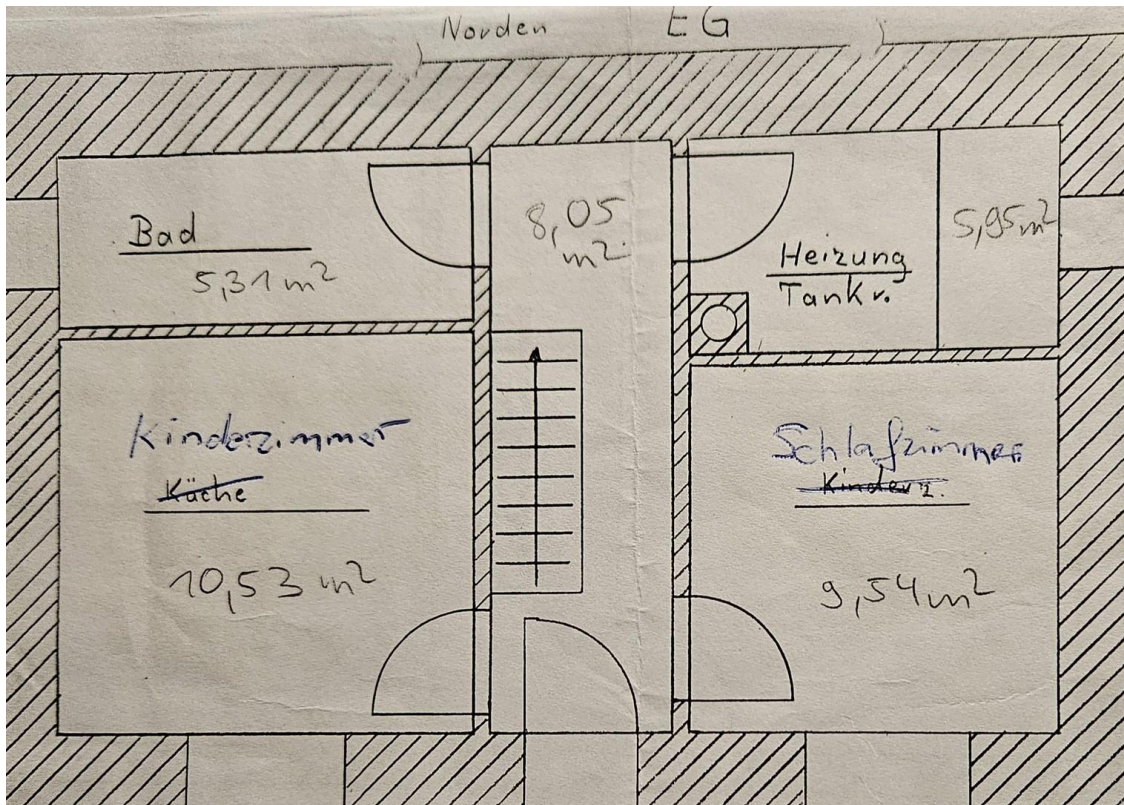 Norden EG
Bad
5,31 m²
8,05
m²
Heizung
Tankr.
5,95 m²
Kinderzimmer
Küche
10,53 m²
Schlafzimmer
Kinderz.
9,54 m²